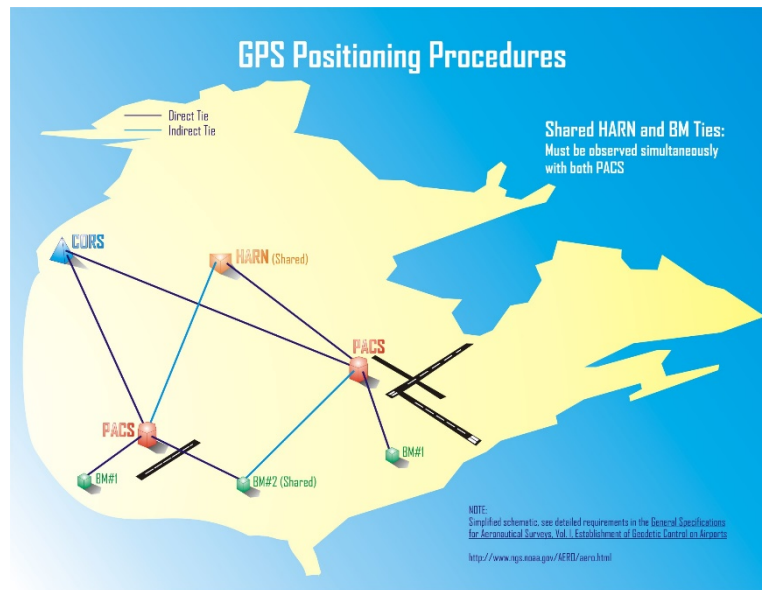 GPS Positioning Procedures
Direct Tie
Indirect Tie
Shared HARN and BM Ties:
Must be observed simultaneously
with both PACS
CORS
HARN (Shared)
PACS
PACS
BM#1
BM#1
BM#2 (Shared)
NOTE:
Simplified schematic, see detailed requirements in the General Specifications
for Aeronautical Surveys, Vol. I, Establishment of Geodetic Control on Airports
http://www.ngs.noaa.gov/AERO/aero.html